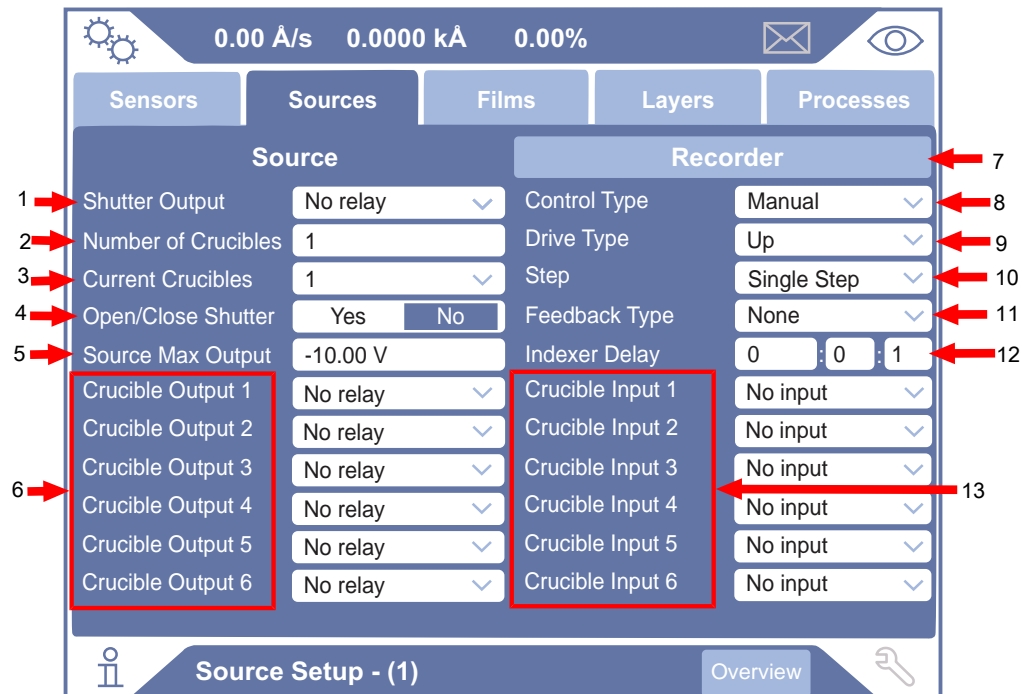 0.00 Å/s 0.0000 kÅ 0.00%
Sensors Sources Films Layers Processes
Source Recorder 7
1 Shutter Output No relay Control Type Manual 8
2 Number of Crucibles 1 Drive Type Up 9
3 Current Crucibles 1 Step Single Step 10
4 Open/Close Shutter Yes No Feedback Type None 11
5 Source Max Output -10.00 V Indexer Delay 0 : 0 : 1 12
Crucible Output 1 No relay Crucible Input 1 No input
Crucible Output 2 No relay Crucible Input 2 No input
Crucible Output 3 No relay Crucible Input 3 No input
6 Crucible Output 4 No relay Crucible Input 4 No input 13
Crucible Output 5 No relay Crucible Input 5 No input
Crucible Output 6 No relay Crucible Input 6 No input
Source Setup - (1) Overview